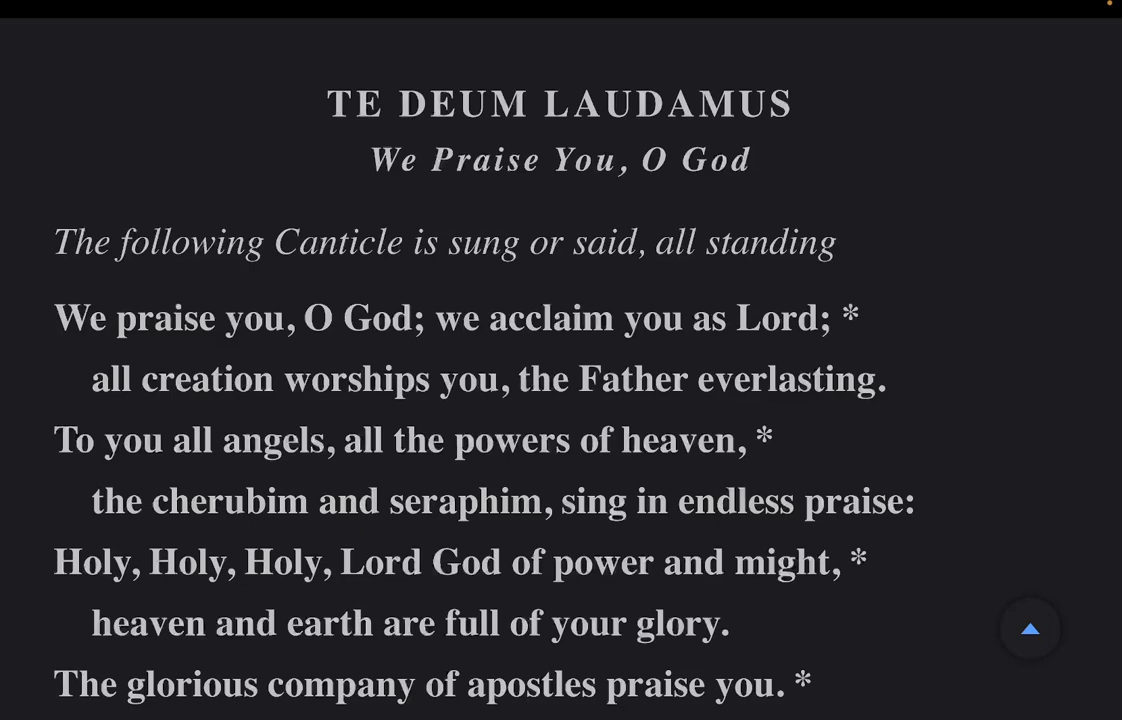 TE DEUM LAUDAMUS
We Praise You, O God
The following Canticle is sung or said, all standing
We praise you, O God; we acclaim you as Lord; *
all creation worships you, the Father everlasting.
To you all angels, all the powers of heaven, *
the cherubim and seraphim, sing in endless praise:
Holy, Holy, Holy, Lord God of power and might, *
heaven and earth are full of your glory.
The glorious company of apostles praise you. *